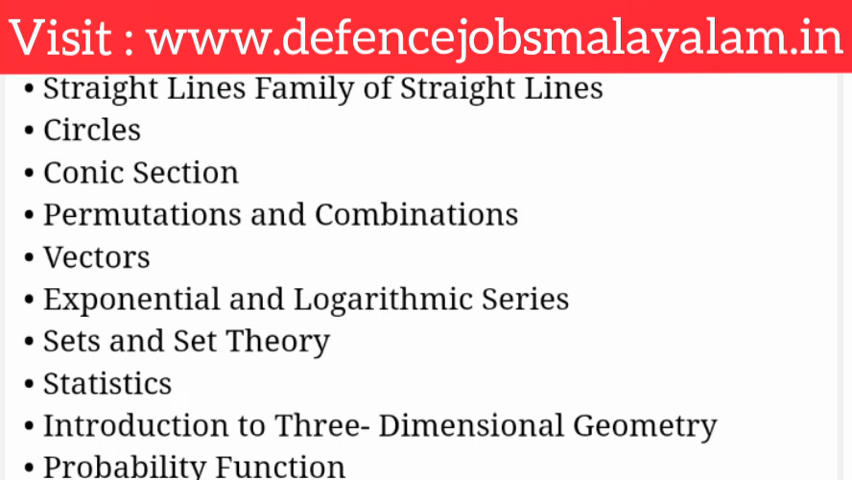 Visit : www.defencejobsmalayalam.in
• Straight Lines Family of Straight Lines
• Circles
• Conic Section
• Permutations and Combinations
• Vectors
• Exponential and Logarithmic Series
• Sets and Set Theory
• Statistics
• Introduction to Three- Dimensional Geometry
• Probability Function